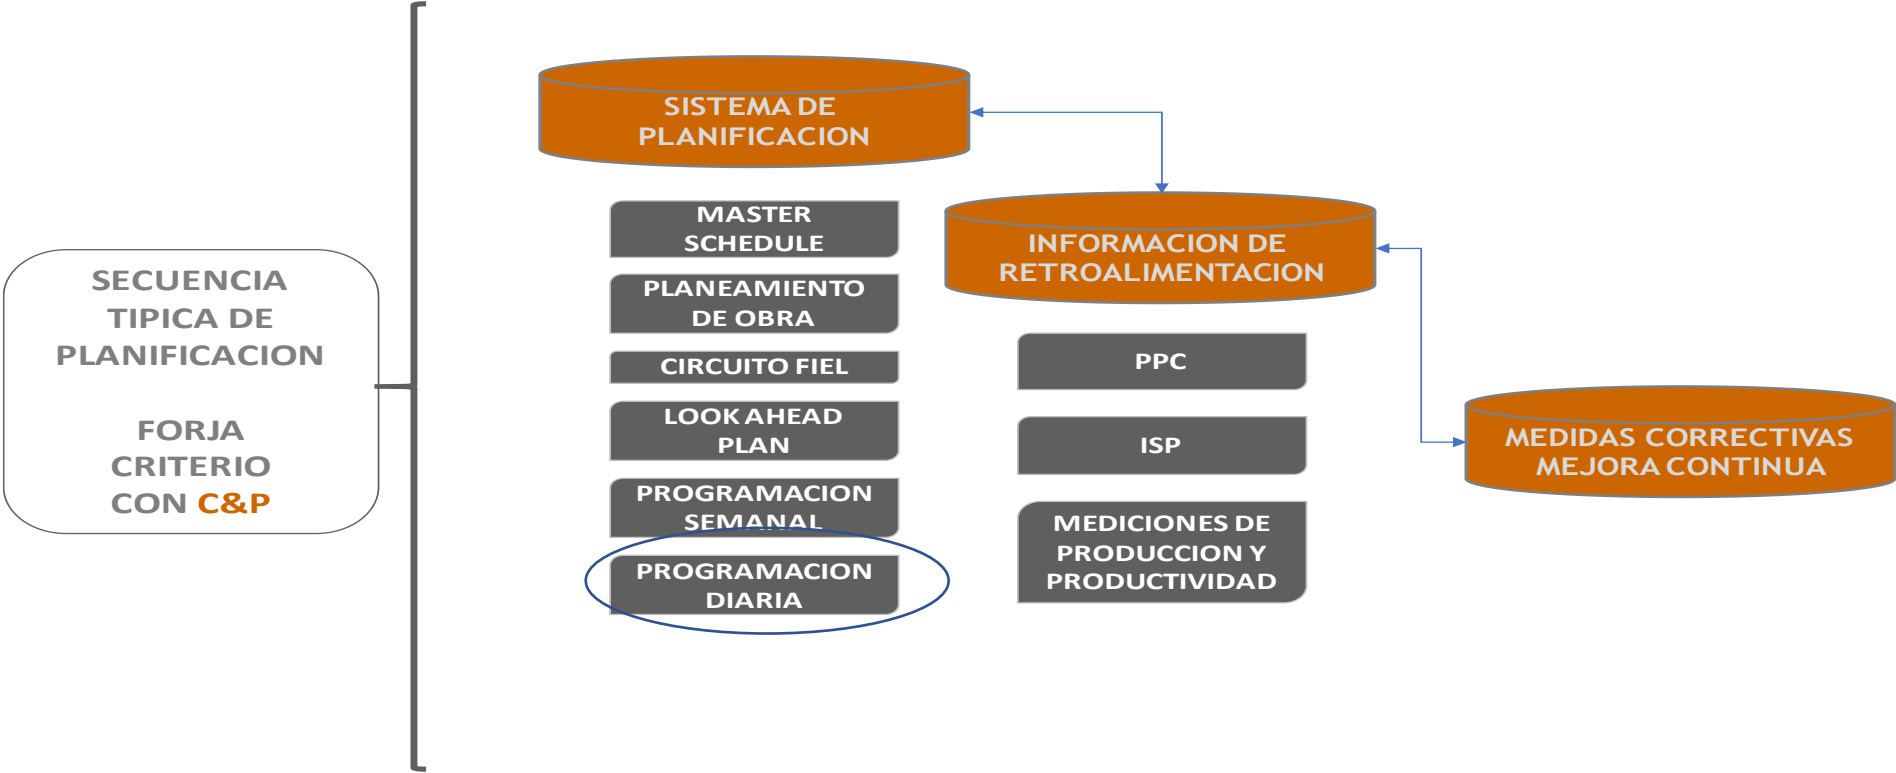 SECUENCIA
TIPICA DE
PLANIFICACION
FORJA
CRITERIO
CON C&P
SISTEMA DE
PLANIFICACION
MASTER
SCHEDULE
PLANEAMIENTO
DE OBRA
CIRCUITO FIEL
LOOK AHEAD
PLAN
PROGRAMACION
SEMANAL
PROGRAMACION
DIARIA
INFORMACION DE
RETROALIMENTACION
PPC
ISP
MEDICIONES DE
PRODUCCION Y
PRODUCTIVIDAD
MEDIDAS CORRECTIVAS
MEJORA CONTINUA